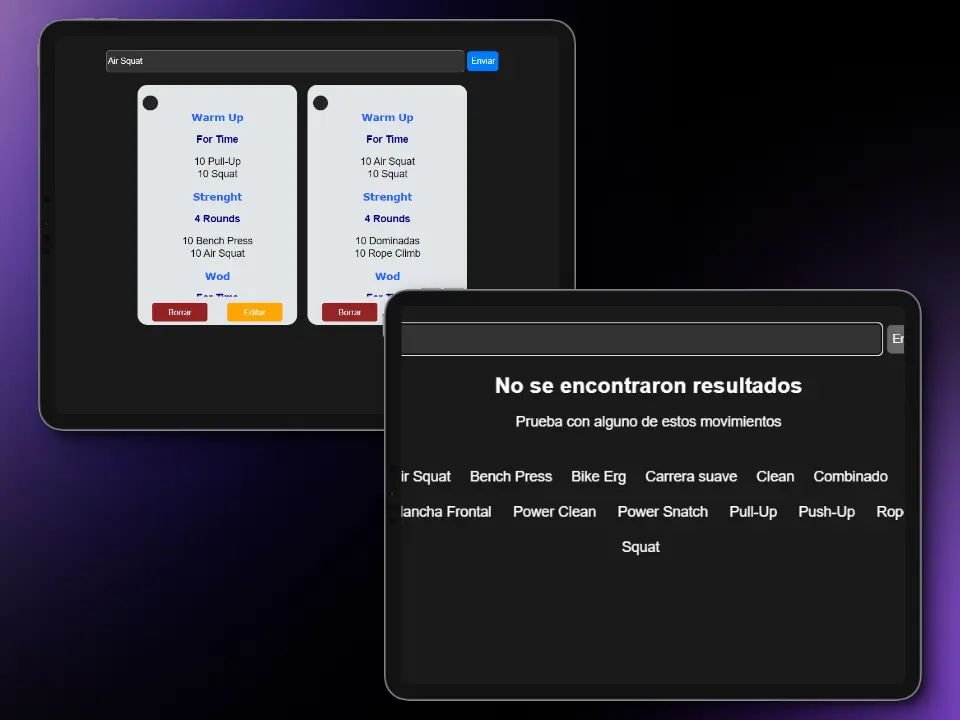 Air Squat
Enviar
Warm Up
For Time
10 Pull-Up
10 Squat
Strenght
4 Rounds
10 Bench Press
10 Air Squat
Wod
For Time
Borrar
Editar
Warm Up
For Time
10 Air Squat
10 Squat
Strenght
4 Rounds
10 Dominadas
10 Rope Climb
Wod
Borrar
No se encontraron resultados
Prueba con alguno de estos movimientos
ir Squat Bench Press Bike Erg Carrera suave Clean Combinado
lancha Frontal Power Clean Power Snatch Pull-Up Push-Up Rop
Squat